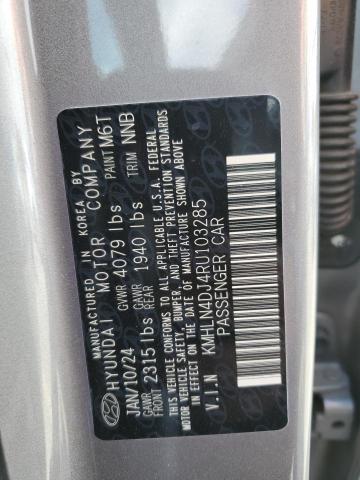 MANUFACTURED IN KOREA BY
HYUNDAI MOTOR COMPANY
JAN/10/24 GVWR 4079 lbs PAINT M6T
GAWR FRONT 2315 lbs GAWR REAR 1940 lbs TRIM NNB
THIS VEHICLE CONFORMS TO ALL APPLICABLE U.S.A. FEDERAL
MOTOR VEHICLE SAFETY, BUMPER, AND THEFT PREVENTION STANDARDS
IN EFFECT ON THE DATE OF MANUFACTURE SHOWN ABOVE
V.I.N KMHLN4DJ4RU103285
PASSENGER CAR